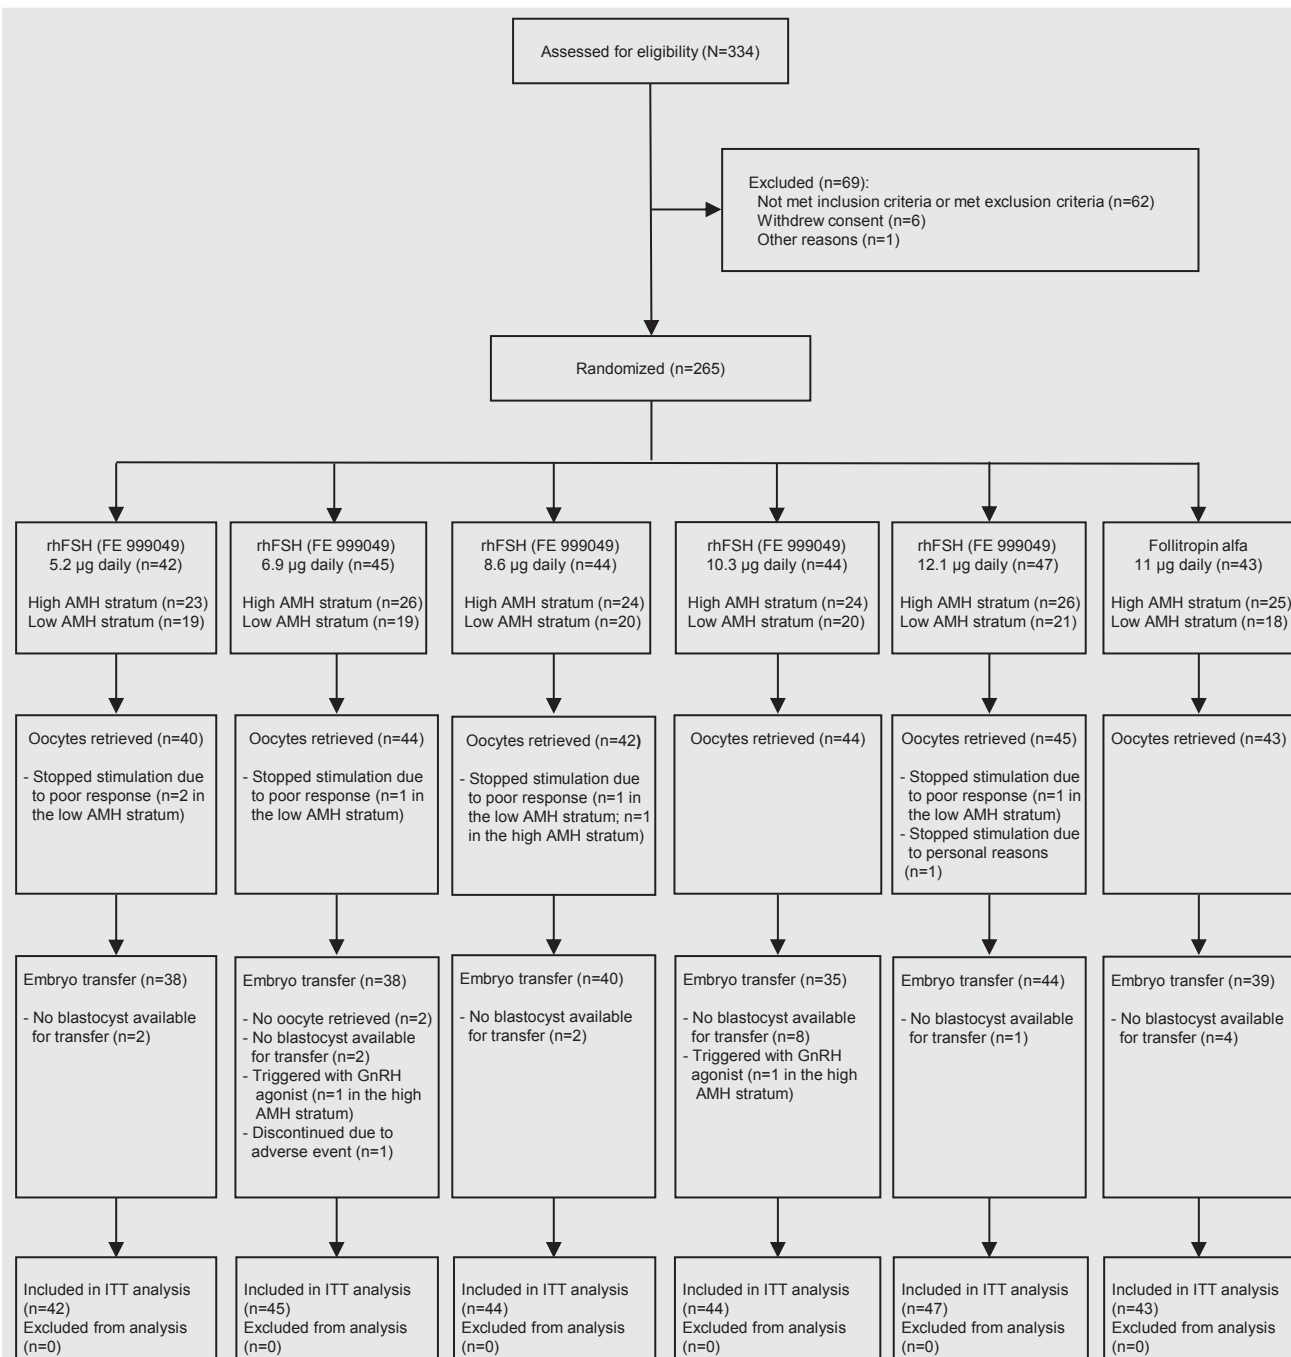 Assessed for eligibility (N=334)
Excluded (n=69):
Not met inclusion criteria or met exclusion criteria (n=62)
Withdrew consent (n=6)
Other reasons (n=1)
Randomized (n=265)
rhFSH (FE 999049)
5.2 µg daily (n=42)
High AMH stratum (n=23)
Low AMH stratum (n=19)
rhFSH (FE 999049)
6.9 µg daily (n=45)
High AMH stratum (n=26)
Low AMH stratum (n=19)
rhFSH (FE 999049)
8.6 µg daily (n=44)
High AMH stratum (n=24)
Low AMH stratum (n=20)
rhFSH (FE 999049)
10.3 µg daily (n=44)
High AMH stratum (n=24)
Low AMH stratum (n=20)
rhFSH (FE 999049)
12.1 µg daily (n=47)
High AMH stratum (n=26)
Low AMH stratum (n=21)
Follitropin alfa
11 µg daily (n=43)
High AMH stratum (n=25)
Low AMH stratum (n=18)
Oocytes retrieved (n=40)
- Stopped stimulation due
to poor response (n=2 in
the low AMH stratum)
Oocytes retrieved (n=44)
- Stopped stimulation due
to poor response (n=1 in
the low AMH stratum)
Oocytes retrieved (n=42)
- Stopped stimulation due
to poor response (n=1 in
the low AMH stratum; n=1
in the high AMH stratum)
Oocytes retrieved (n=44)
Oocytes retrieved (n=45)
- Stopped stimulation due
to poor response (n=1 in
the low AMH stratum)
- Stopped stimulation due
to personal reasons
(n=1)
Oocytes retrieved (n=43)
Embryo transfer (n=38)
- No blastocyst available
for transfer (n=2)
Embryo transfer (n=38)
- No oocyte retrieved (n=2)
- No blastocyst available
for transfer (n=2)
- Triggered with GnRH
agonist (n=1 in the high
AMH stratum)
- Discontinued due to
adverse event (n=1)
Embryo transfer (n=40)
- No blastocyst available
for transfer (n=2)
Embryo transfer (n=35)
- No blastocyst available
for transfer (n=8)
- Triggered with GnRH
agonist (n=1 in the high
AMH stratum)
Embryo transfer (n=44)
- No blastocyst available
for transfer (n=1)
Embryo transfer (n=39)
- No blastocyst available
for transfer (n=4)
Included in ITT analysis
(n=42)
Excluded from analysis
(n=0)
Included in ITT analysis
(n=45)
Excluded from analysis
(n=0)
Included in ITT analysis
(n=44)
Excluded from analysis
(n=0)
Included in ITT analysis
(n=44)
Excluded from analysis
(n=0)
Included in ITT analysis
(n=47)
Excluded from analysis
(n=0)
Included in ITT analysis
(n=43)
Excluded from analysis
(n=0)